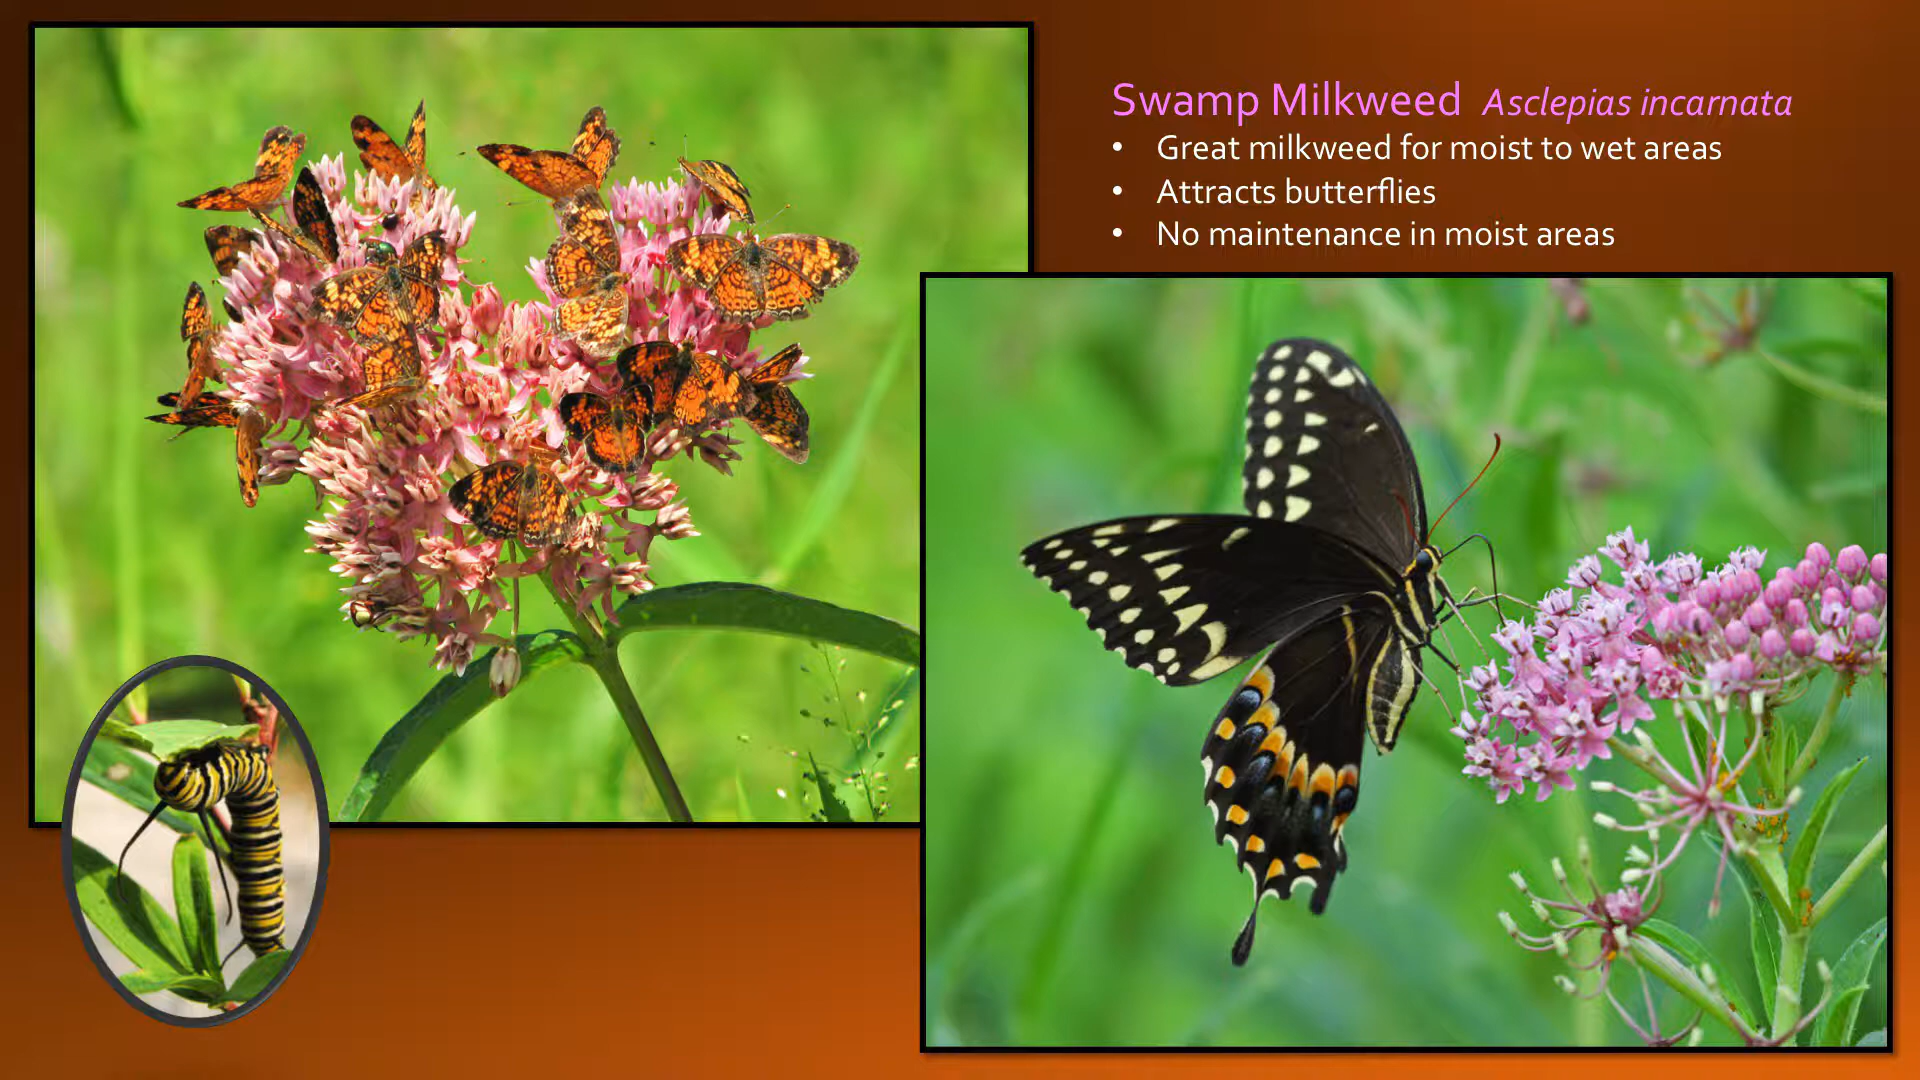 Swamp Milkweed Asclepias incarnata
• Great milkweed for moist to wet areas
• Attracts butterflies
• No maintenance in moist areas